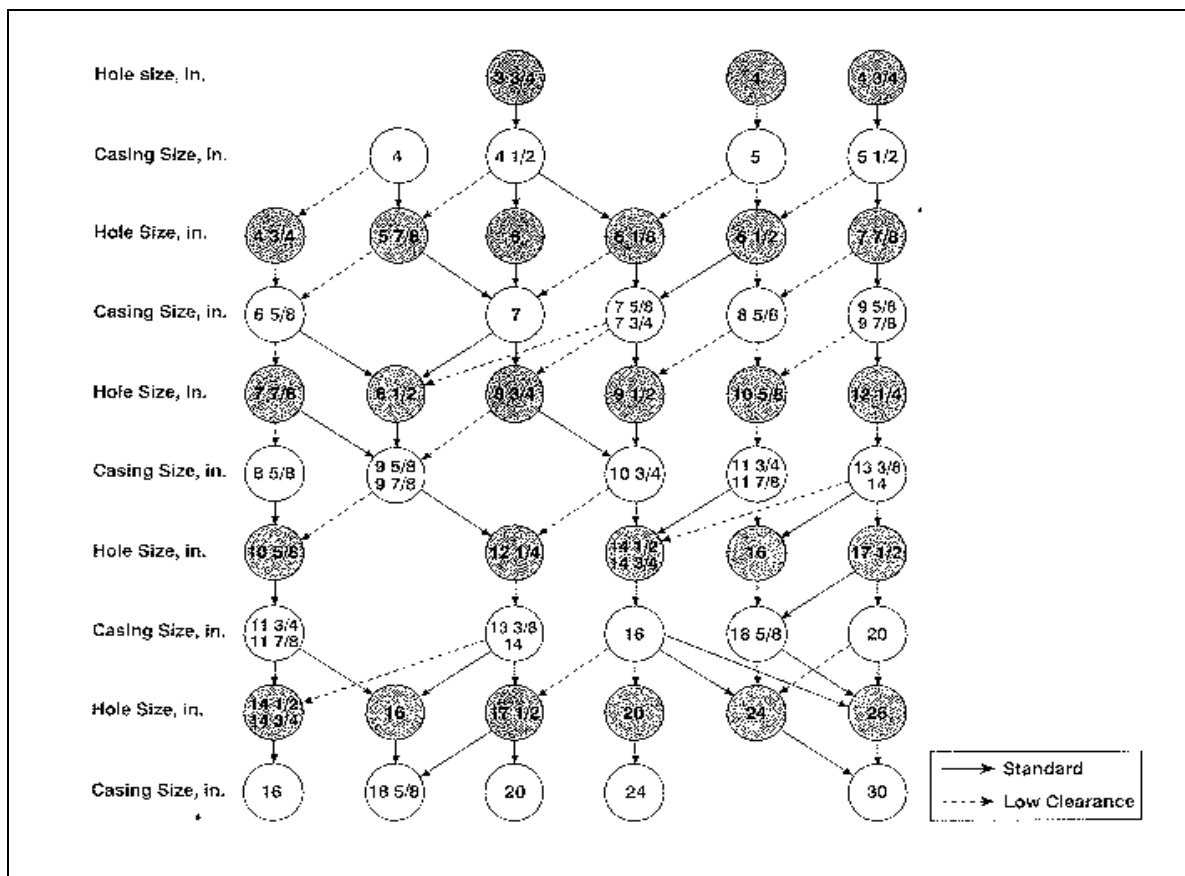 Hole size, in. 3 3/4 4 4 3/4
Casing Size, in. 4 4 1/2 5 5 1/2
Hole Size, in. 4 3/4 5 7/8 6 6 1/8 6 1/2 7 7/8
Casing Size, in. 6 5/8 7 7 5/8 7 3/4 8 5/8 9 5/8 9 7/8
Hole Size, in. 7 7/8 8 1/2 8 3/4 9 1/2 10 5/8 12 1/4
Casing Size, in. 8 5/8 9 5/8 9 7/8 10 3/4 11 3/4 11 7/8 13 3/8 14
Hole Size, in. 10 5/8 12 1/4 14 1/2 14 3/4 16 17 1/2
Casing Size, in. 11 3/4 11 7/8 13 3/8 14 16 18 5/8 20
Hole Size, in. 14 1/2 14 3/4 16 17 1/2 20 24 26
Casing Size, in. 16 18 5/8 20 24 30
Standard
Low Clearance